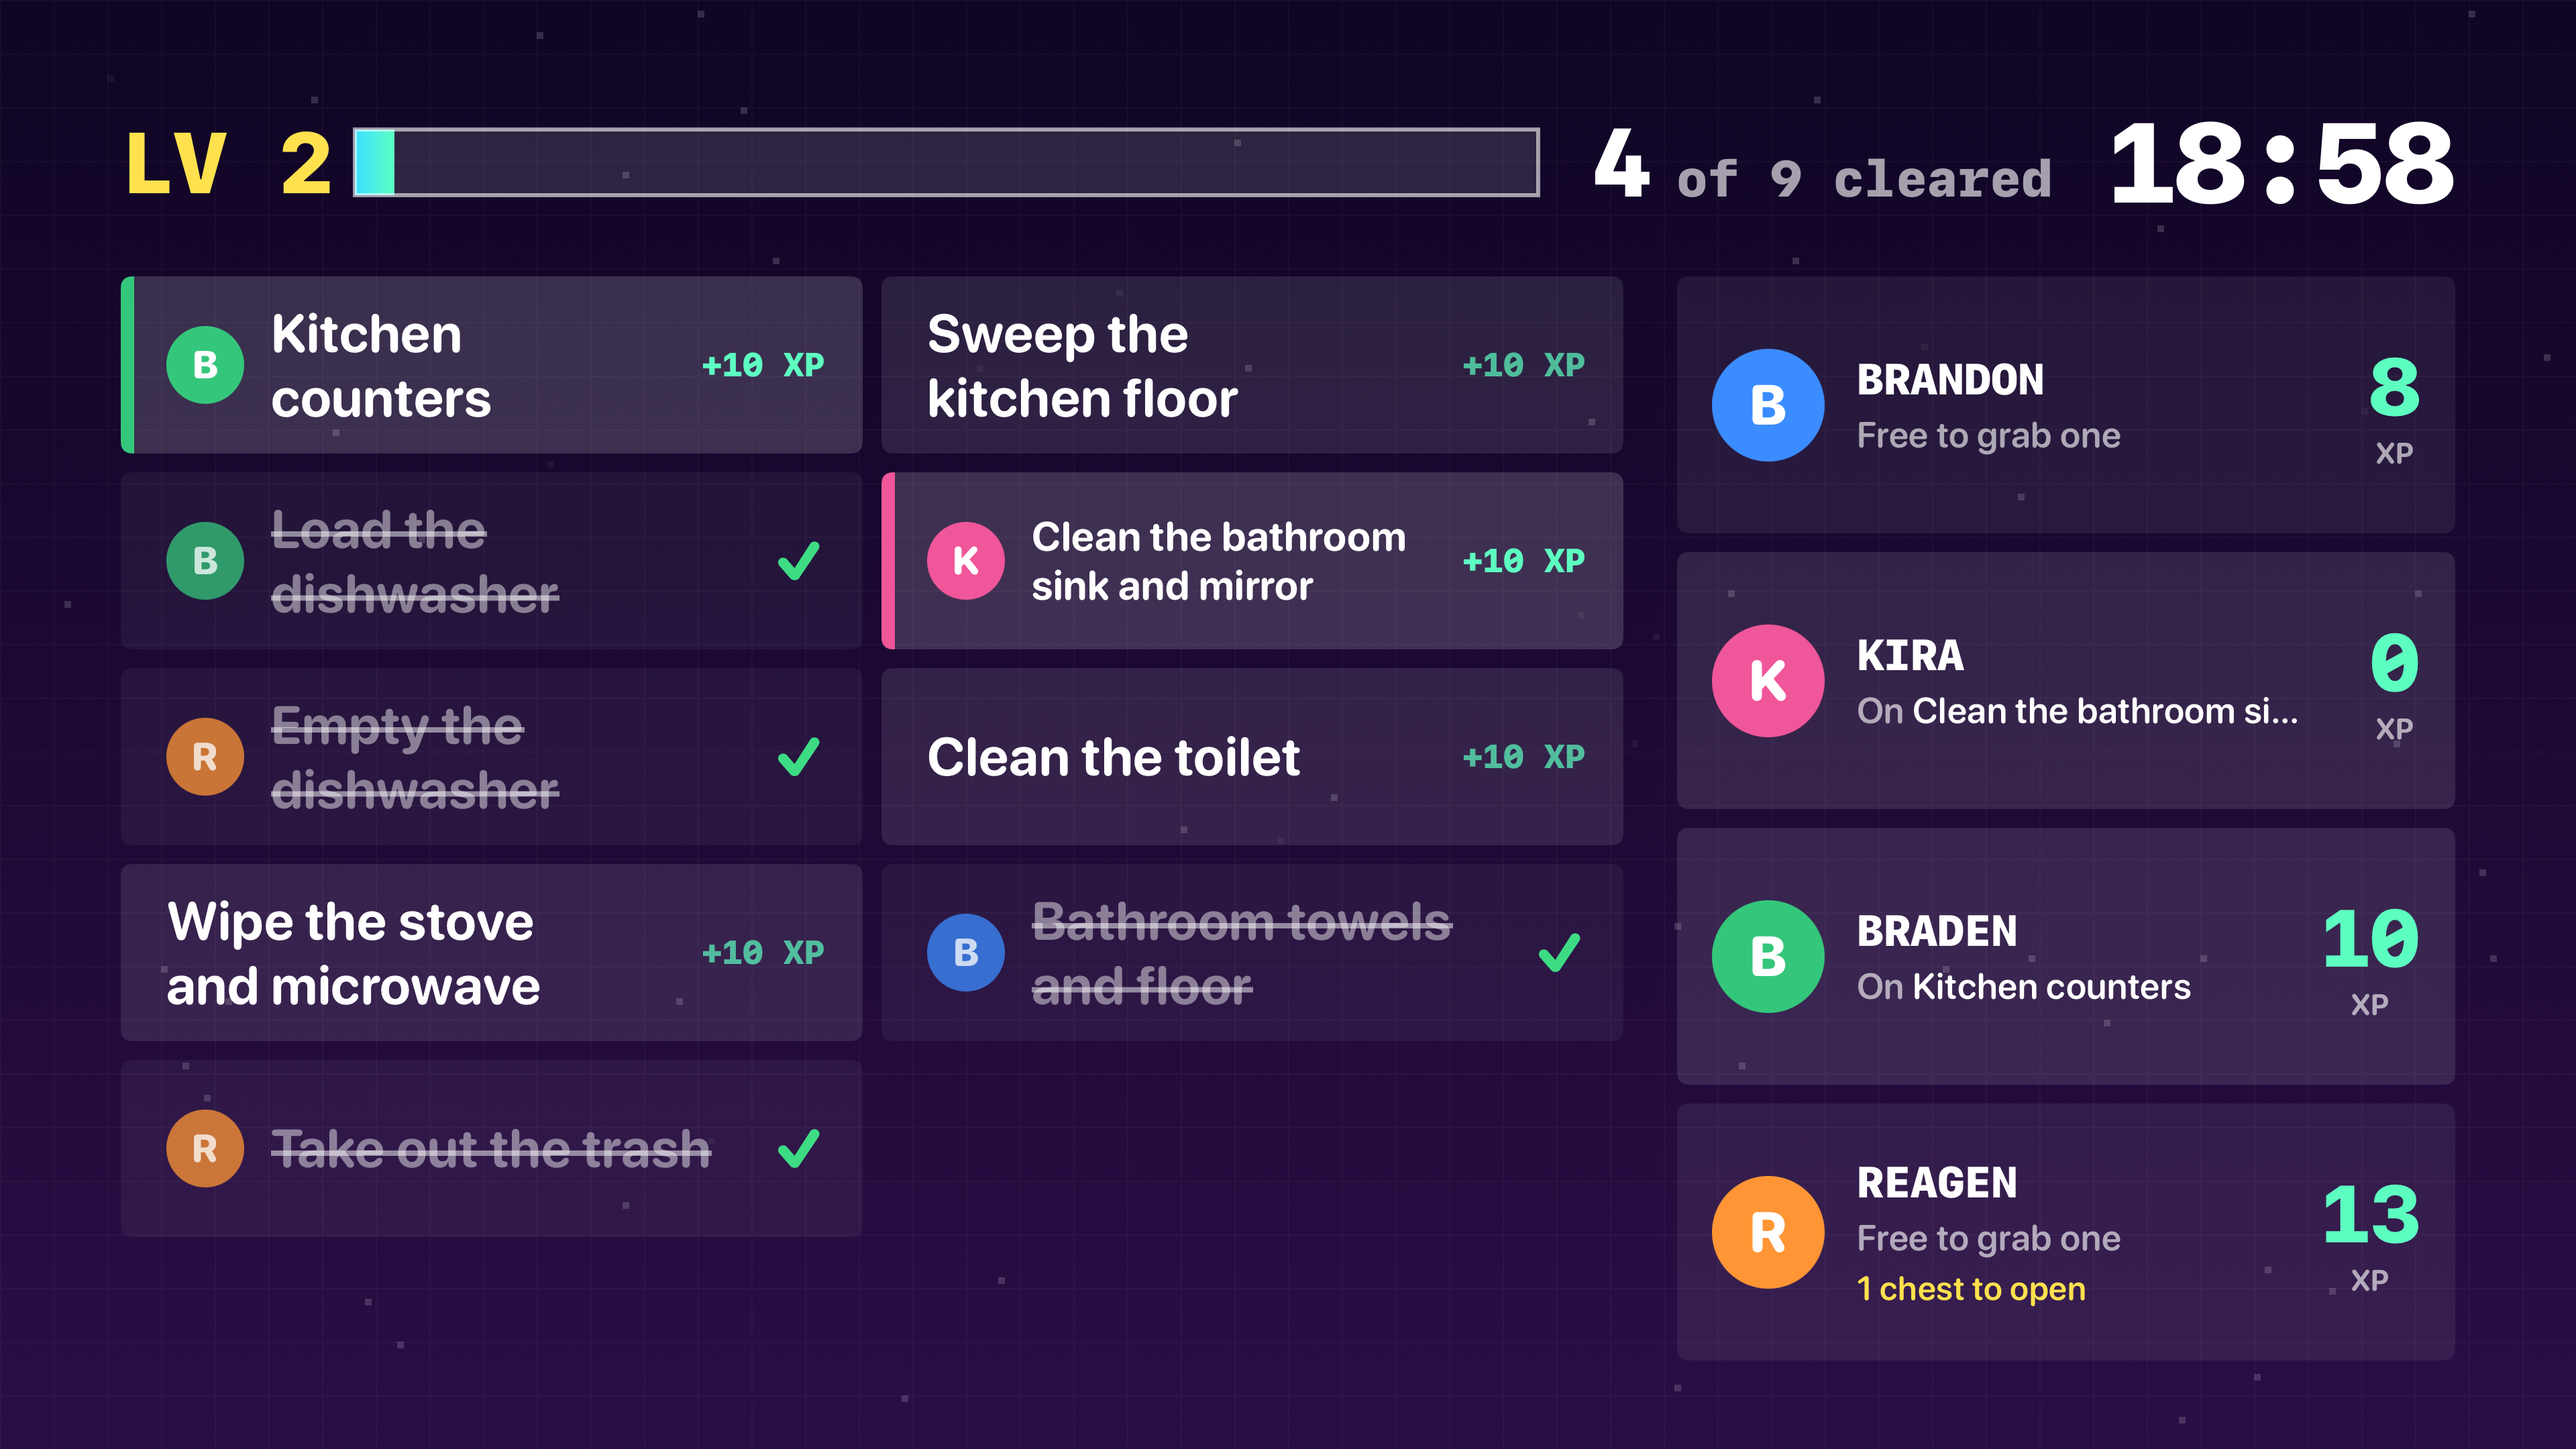 LV 2
4 of 9 cleared
18:58
B
Kitchen
counters
+10 XP
B
Load the
dishwasher
R
Empty the
dishwasher
Wipe the stove
and microwave
+10 XP
R
Take out the trash
Sweep the
kitchen floor
+10 XP
K
Clean the bathroom
sink and mirror
+10 XP
Clean the toilet
+10 XP
B
Bathroom towels
and floor
B
BRANDON
Free to grab one
8
XP
K
KIRA
On Clean the bathroom si...
0
XP
B
BRADEN
On Kitchen counters
10
XP
R
REAGEN
Free to grab one
1 chest to open
13
XP